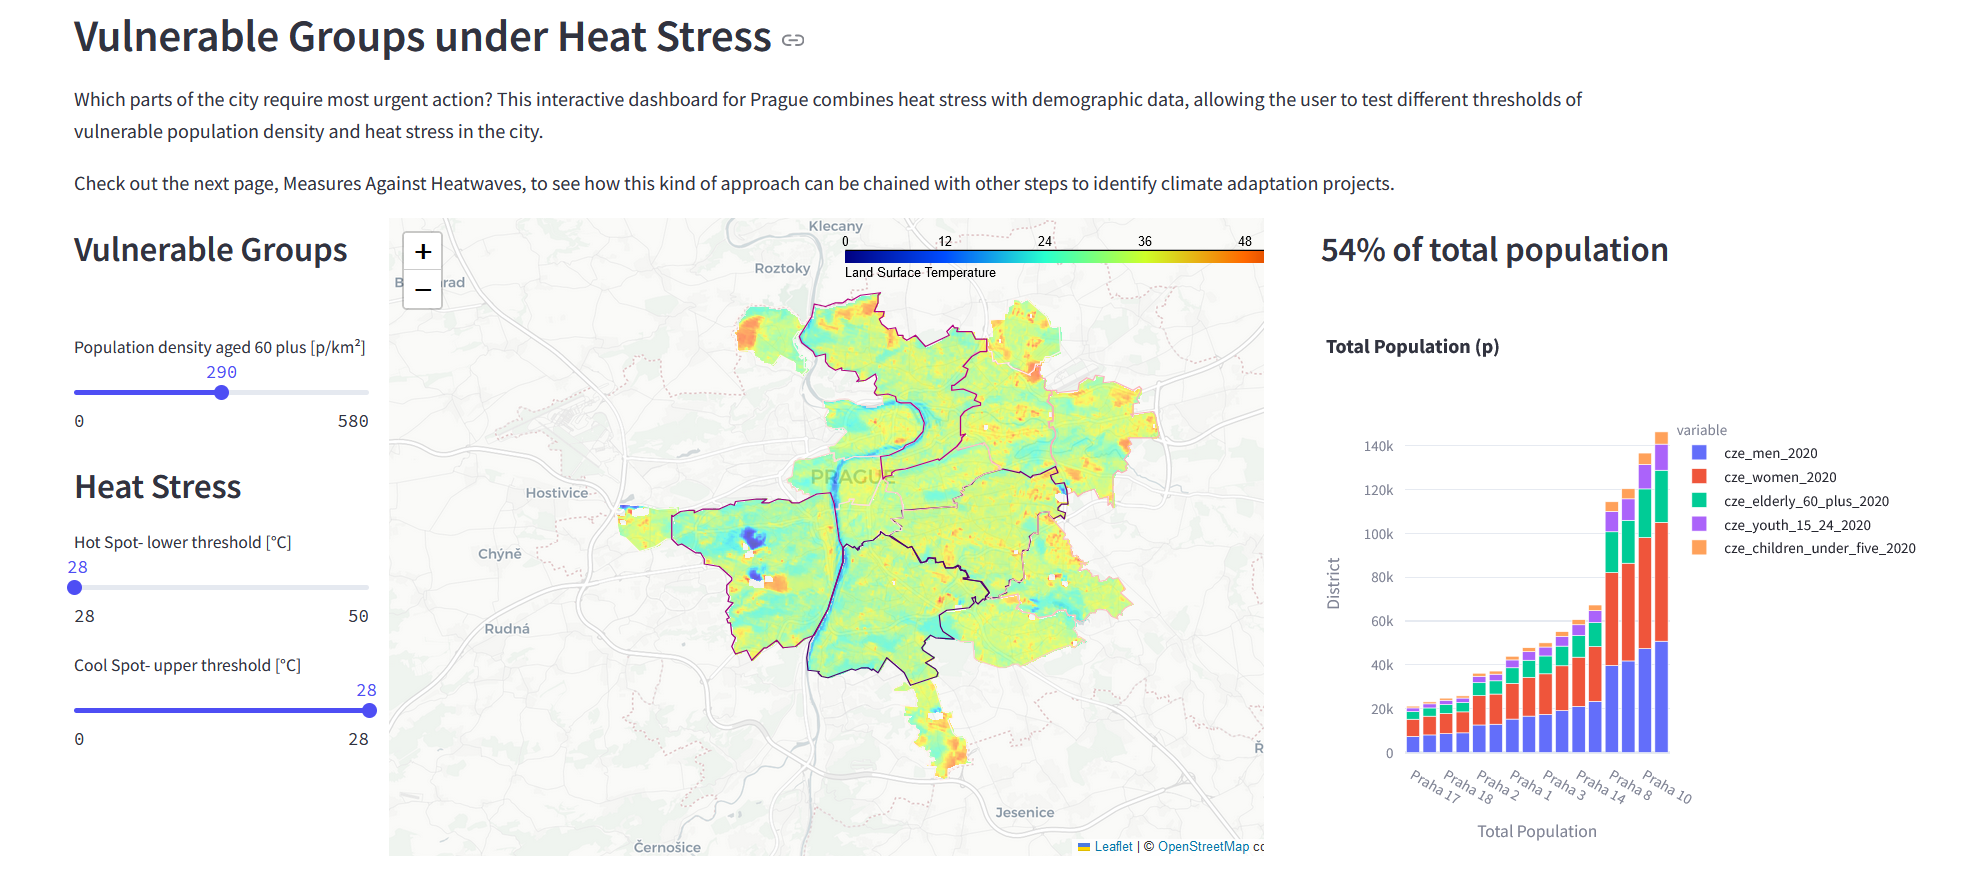 Vulnerable Groups under Heat Stress
Which parts of the city require most urgent action? This interactive dashboard for Prague combines heat stress with demographic data, allowing the user to test different thresholds of
vulnerable population density and heat stress in the city.
Check out the next page, Measures Against Heatwaves, to see how this kind of approach can be chained with other steps to identify climate adaptation projects.
Vulnerable Groups
Population density aged 60 plus [p/km²]
290
0 580
Heat Stress
Hot Spot- lower threshold [°C]
28
28 50
Cool Spot- upper threshold [°C]
28
0 28
+
−
Klecany
Roztoky
0 12 24 36 48
Land Surface Temperature
PRAGUE
Hostivice
Chýně
Rudná
Jesenice
Černošice
Ř
Leaflet | © OpenStreetMap co
54% of total population
Total Population (p)
variable
cze_men_2020
cze_women_2020
cze_elderly_60_plus_2020
cze_youth_15_24_2020
cze_children_under_five_2020
140k
120k
100k
80k
60k
40k
20k
0
District
Praha 17
Praha 18
Praha 2
Praha 1
Praha 3
Praha 14
Praha 8
Praha 10
Total Population